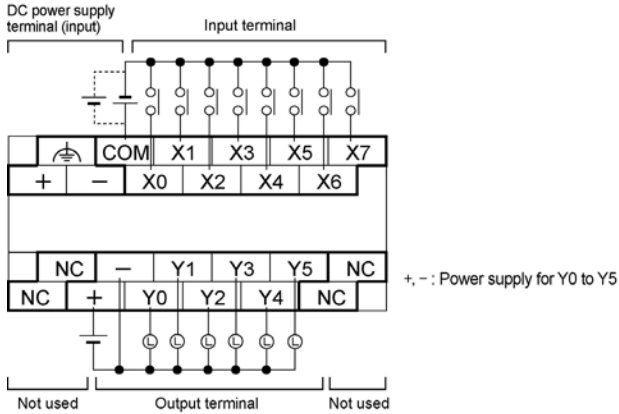 DC power supply
terminal (input)
Input terminal
COM X1 X3 X5 X7
+ − X0 X2 X4 X6
NC − Y1 Y3 Y5 NC
NC + Y0 Y2 Y4 NC
+, − : Power supply for Y0 to Y5
L L L L L L
Not used Output terminal Not used